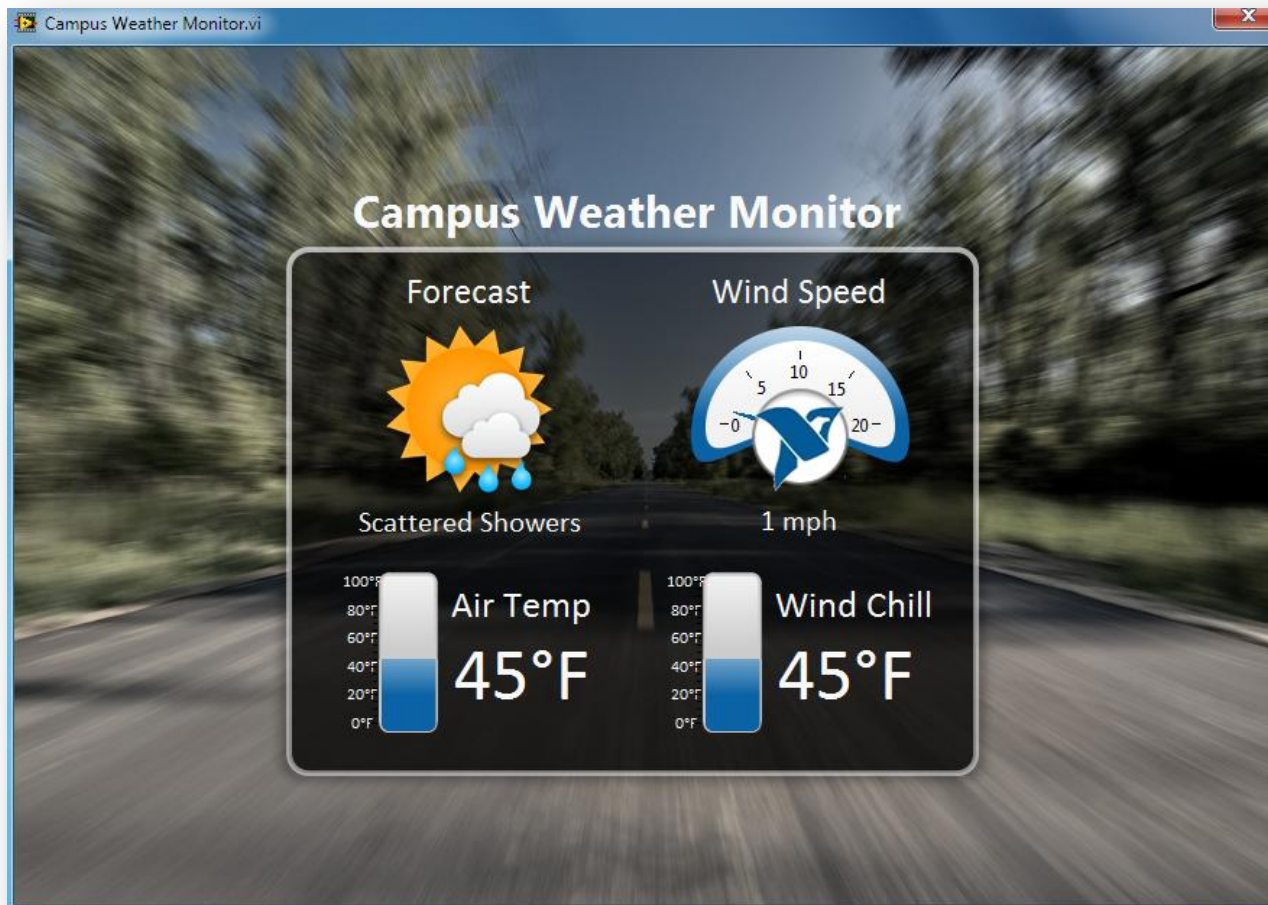 Campus Weather Monitor.vi
Campus Weather Monitor
Forecast
Wind Speed
0
5
10
15
20
Scattered Showers
1 mph
100°F
80°F
60°F
40°F
20°F
0°F
Air Temp
45°F
100°F
80°F
60°F
40°F
20°F
0°F
Wind Chill
45°F